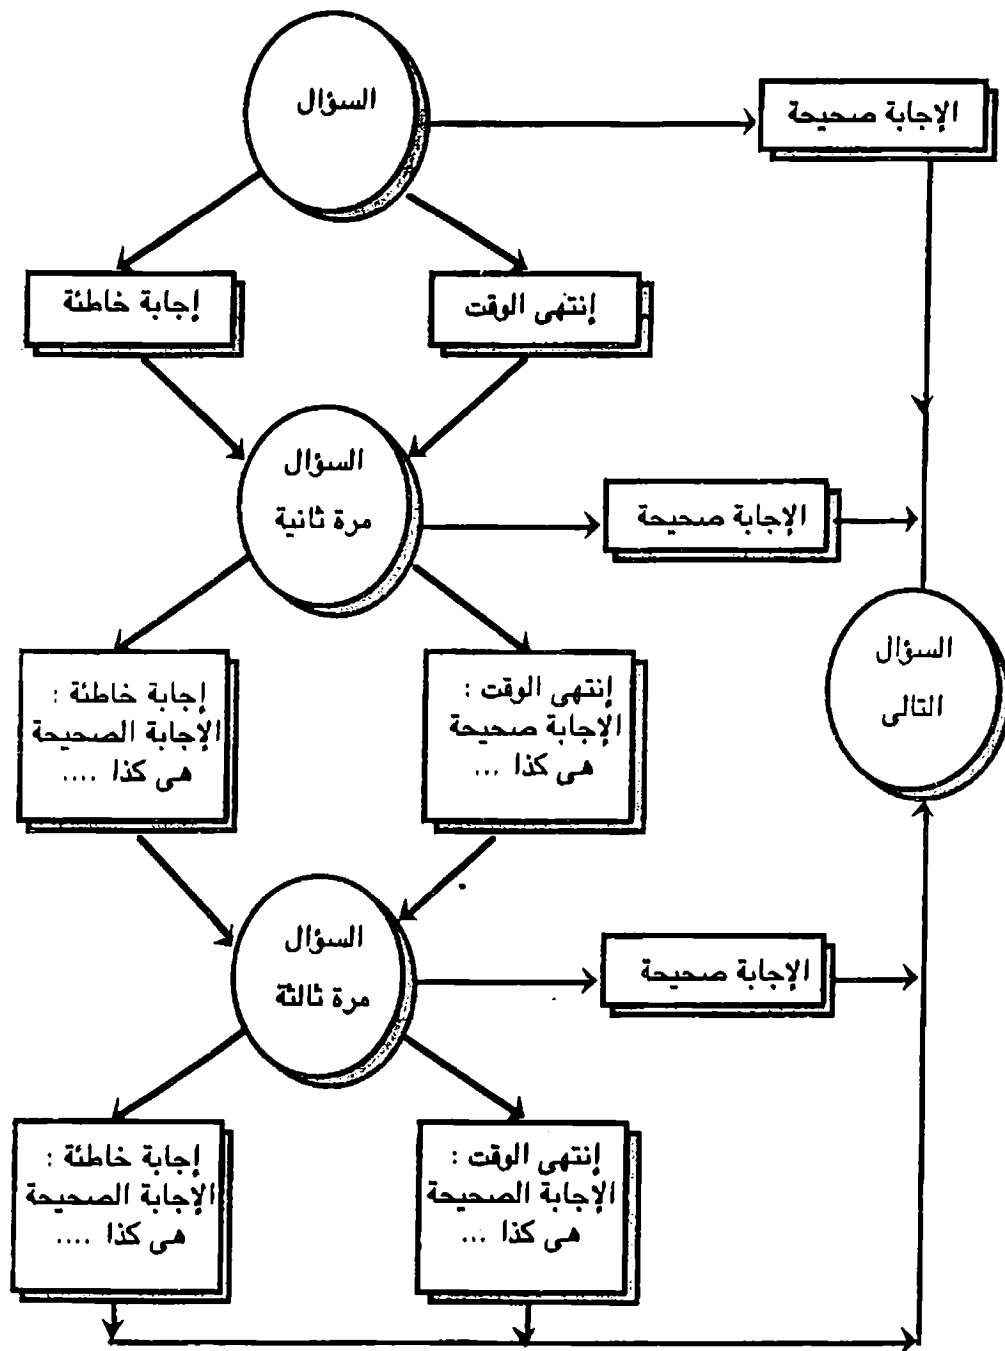 السؤال
الإجابة صحيحة
إنتهى الوقت
إجابة خاطئة
السؤال
مرة ثانية
الإجابة صحيحة
السؤال
التالى
إنتهى الوقت :
الإجابة صحيحة
هى كذا ...
إجابة خاطئة :
الإجابة الصحيحة
هى كذا ....
السؤال
مرة ثالثة
الإجابة صحيحة
إنتهى الوقت :
الإجابة الصحيحة
هى كذا ...
إجابة خاطئة :
الإجابة الصحيحة
هى كذا ....